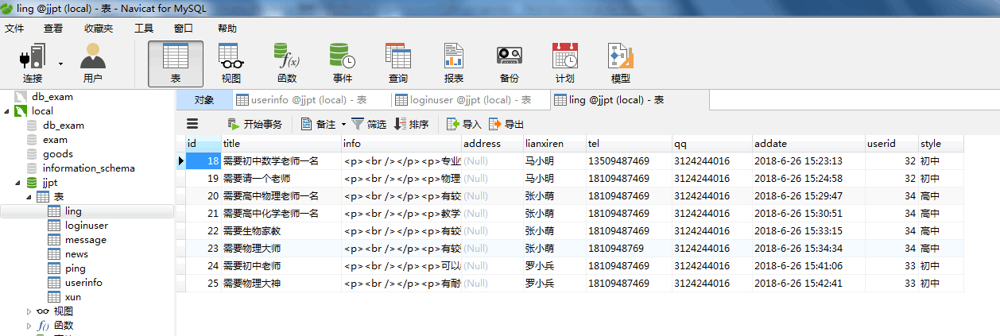 ling @jjpt (local) - 表 - Navicat for MySQL
文件 查看 收藏夹 工具 窗口 帮助
连接 用户 表 视图 函数 事件 查询 报表 备份 计划 模型
f(x)
db_exam
local
db_exam
exam
goods
information_schema
jjpt
表
ling
loginuser
message
news
ping
userinfo
xun
视图
f() 函数
对象 userinfo @jjpt (local) - 表 loginuser @jjpt (local) - 表 ling @jjpt (local) - 表
开始事务 备注 筛选 排序 导入 导出
id title info address lianxiren tel qq addate userid style
18 需要初中数学老师一名 <p><br /></p><p>专业 (Null) 马小明 13509487469 3124244016 2018-6-26 15:23:13 32 初中
19 需要请一个老师 <p><br /></p><p>物理 (Null) 马小明 18109487469 3124244016 2018-6-26 15:24:58 32 初中
20 需要高中物理老师一名 <p><br /></p><p>有较 (Null) 张小萌 18109487469 3124244016 2018-6-26 15:29:47 34 高中
21 需要高中化学老师一名 <p><br /></p><p>教学 (Null) 张小萌 18109487469 3124244016 2018-6-26 15:30:51 34 高中
22 需要生物家教 <p><br /></p><p>有较 (Null) 张小萌 18109487469 3124244016 2018-6-26 15:33:15 34 高中
23 需要物理大师 <p><br /></p><p>有较 (Null) 张小萌 1810948769 3124244016 2018-6-26 15:34:34 34 高中
24 需要初中老师 <p><br /></p><p>可以 (Null) 罗小兵 18109487469 3124244016 2018-6-26 15:41:06 33 初中
25 需要物理大神 <p><br /></p><p>有耐 (Null) 罗小兵 18109487469 3124244016 2018-6-26 15:42:41 33 初中